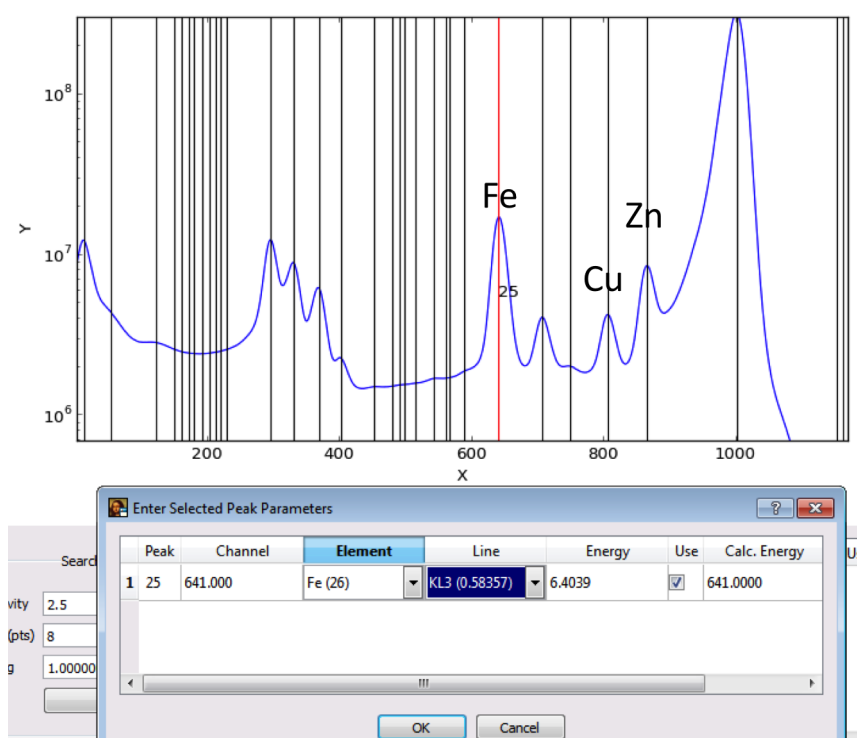 10^8
Fe
Zn
Y
10^7
25
Cu
10^6
200 400 600 800 1000
X
Enter Selected Peak Parameters
Peak Channel Element Line Energy Use Calc. Energy
1 25 641.000 Fe (26) KL3 (0.58357) 6.4039 641.0000
Searc
vity 2.5
(pts) 8
g 1.00000
OK Cancel